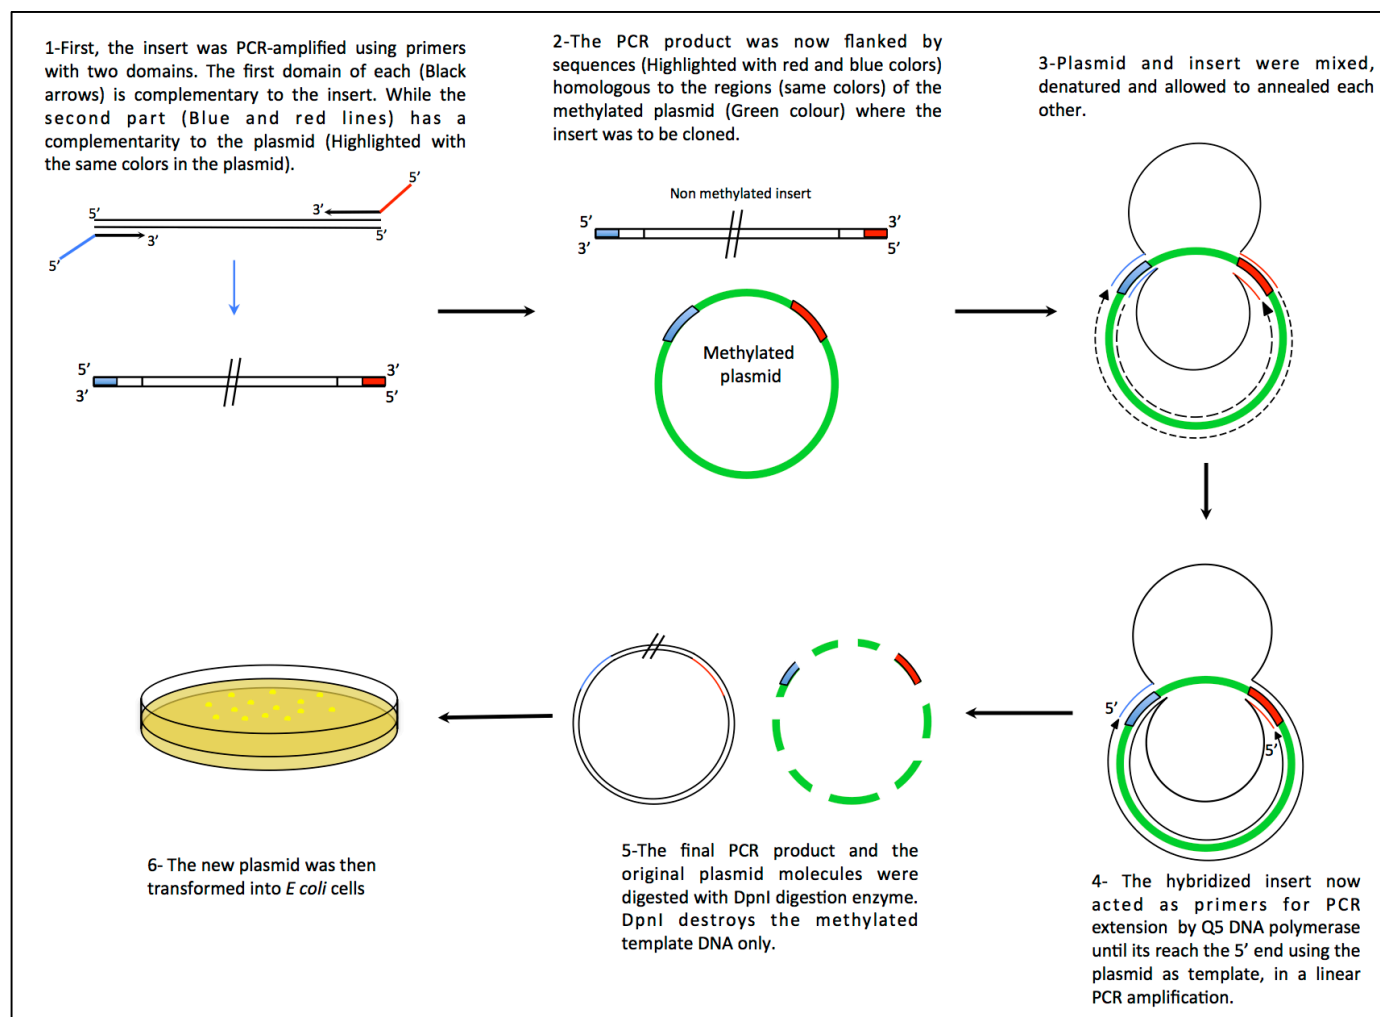 1-First, the insert was PCR-amplified using primers
with two domains. The first domain of each (Black
arrows) is complementary to the insert. While the
second part (Blue and red lines) has a
complementarity to the plasmid (Highlighted with
the same colors in the plasmid).
5’
5’
3’
3’
5’
5’
5’
3’
3’
5’
2-The PCR product was now flanked by
sequences (Highlighted with red and blue colors)
homologous to the regions (same colors) of the
methylated plasmid (Green colour) where the
insert was to be cloned.
Non methylated insert
5’
3’
3’
5’
Methylated
plasmid
3-Plasmid and insert were mixed,
denatured and allowed to annealed each
other.
5’
5’
4- The hybridized insert now
acted as primers for PCR
extension by Q5 DNA polymerase
until its reach the 5’ end using the
plasmid as template, in a linear
PCR amplification.
5-The final PCR product and the
original plasmid molecules were
digested with DpnI digestion enzyme.
DpnI destroys the methylated
template DNA only.
6- The new plasmid was then
transformed into E coli cells